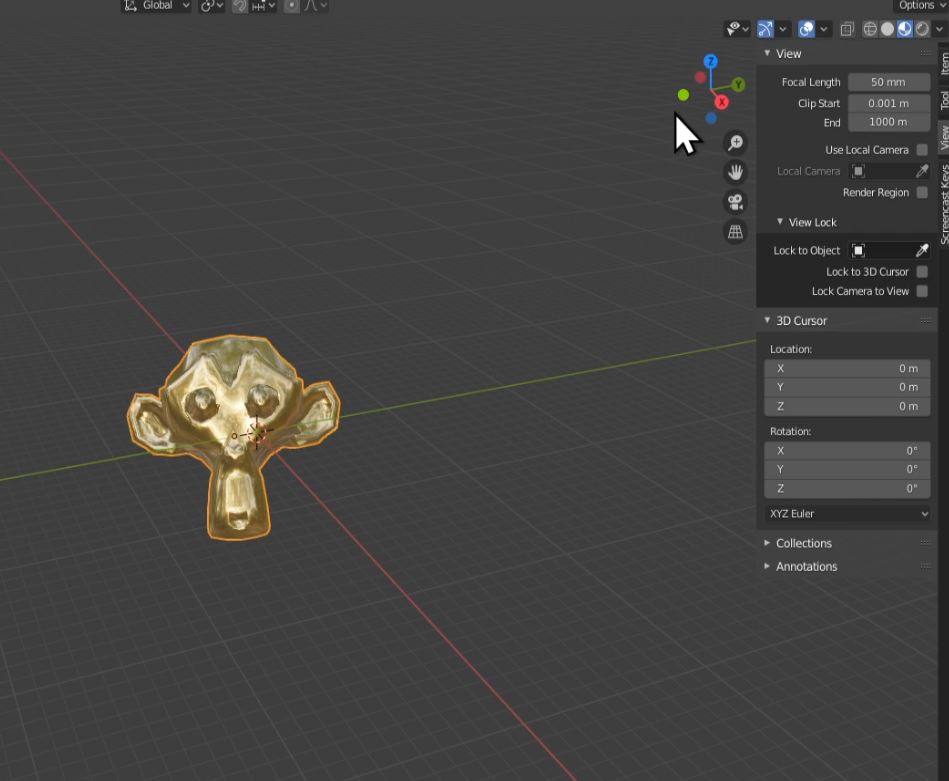 Global
Options
Z
Y
X
View
Focal Length 50 mm
Clip Start 0.001 m
End 1000 m
Use Local Camera
Local Camera
Render Region
View Lock
Lock to Object
Lock to 3D Cursor
Lock Camera to View
3D Cursor
Location:
X 0 m
Y 0 m
Z 0 m
Rotation:
X 0°
Y 0°
Z 0°
XYZ Euler
Collections
Annotations
Item
Tool
View
Screencast Keys